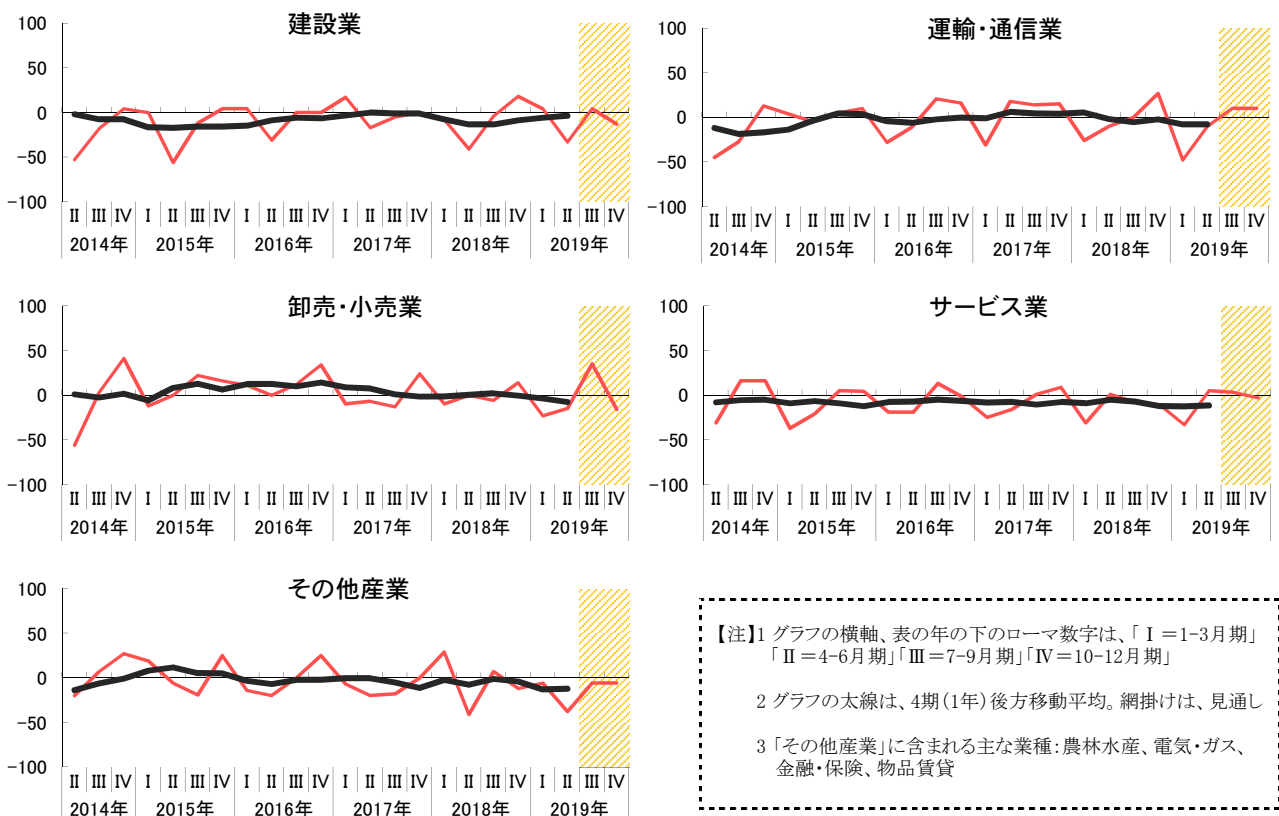 建設業
100
50
0
−50
−100
Ⅱ Ⅲ Ⅳ Ⅰ Ⅱ Ⅲ Ⅳ Ⅰ Ⅱ Ⅲ Ⅳ Ⅰ Ⅱ Ⅲ Ⅳ Ⅰ Ⅱ Ⅲ Ⅳ Ⅰ Ⅱ Ⅲ Ⅳ
2014年 2015年 2016年 2017年 2018年 2019年
運輸・通信業
100
50
0
−50
−100
Ⅱ Ⅲ Ⅳ Ⅰ Ⅱ Ⅲ Ⅳ Ⅰ Ⅱ Ⅲ Ⅳ Ⅰ Ⅱ Ⅲ Ⅳ Ⅰ Ⅱ Ⅲ Ⅳ Ⅰ Ⅱ Ⅲ Ⅳ
2014年 2015年 2016年 2017年 2018年 2019年
卸売・小売業
100
50
0
−50
−100
Ⅱ Ⅲ Ⅳ Ⅰ Ⅱ Ⅲ Ⅳ Ⅰ Ⅱ Ⅲ Ⅳ Ⅰ Ⅱ Ⅲ Ⅳ Ⅰ Ⅱ Ⅲ Ⅳ Ⅰ Ⅱ Ⅲ Ⅳ
2014年 2015年 2016年 2017年 2018年 2019年
サービス業
100
50
0
−50
−100
Ⅱ Ⅲ Ⅳ Ⅰ Ⅱ Ⅲ Ⅳ Ⅰ Ⅱ Ⅲ Ⅳ Ⅰ Ⅱ Ⅲ Ⅳ Ⅰ Ⅱ Ⅲ Ⅳ Ⅰ Ⅱ Ⅲ Ⅳ
2014年 2015年 2016年 2017年 2018年 2019年
その他産業
100
50
0
−50
−100
Ⅱ Ⅲ Ⅳ Ⅰ Ⅱ Ⅲ Ⅳ Ⅰ Ⅱ Ⅲ Ⅳ Ⅰ Ⅱ Ⅲ Ⅳ Ⅰ Ⅱ Ⅲ Ⅳ Ⅰ Ⅱ Ⅲ Ⅳ
2014年 2015年 2016年 2017年 2018年 2019年
【注】1 グラフの横軸、表の年の下のローマ数字は、「Ⅰ=1-3月期」
「Ⅱ=4-6月期」「Ⅲ=7-9月期」「Ⅳ=10-12月期」
2 グラフの太線は、4期(1年)後方移動平均。網掛けは、見通し
3 「その他産業」に含まれる主な業種:農林水産、電気・ガス、
金融・保険、物品賃貸